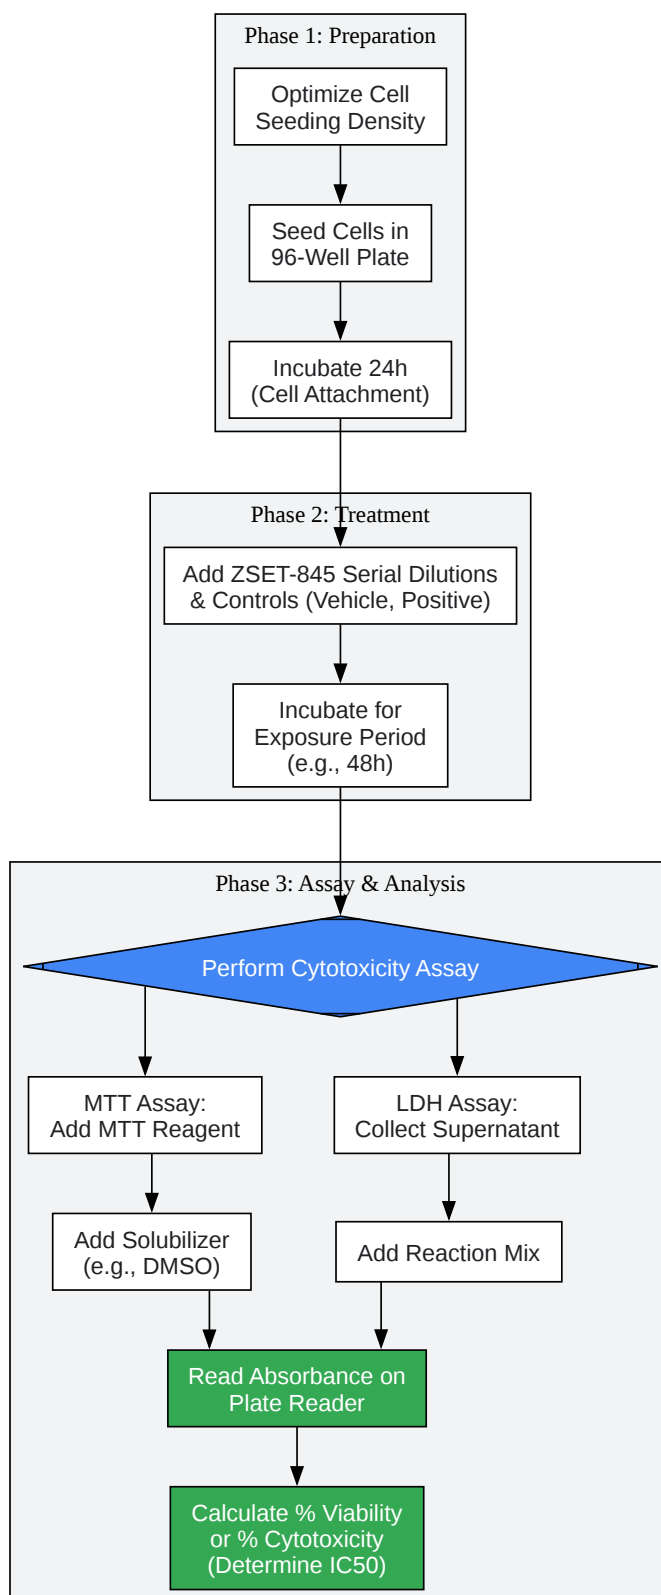 Phase 1: Preparation
Optimize Cell
Seeding Density
Seed Cells in
96-Well Plate
Incubate 24h
(Cell Attachment)
Phase 2: Treatment
Add ZSET-845 Serial Dilutions
& Controls (Vehicle, Positive)
Incubate for
Exposure Period
(e.g., 48h)
Phase 3: Assay & Analysis
Perform Cytotoxicity Assay
MTT Assay:
Add MTT Reagent
LDH Assay:
Collect Supernatant
Add Solubilizer
(e.g., DMSO)
Add Reaction Mix
Read Absorbance on
Plate Reader
Calculate % Viability
or % Cytotoxicity
(Determine IC50)